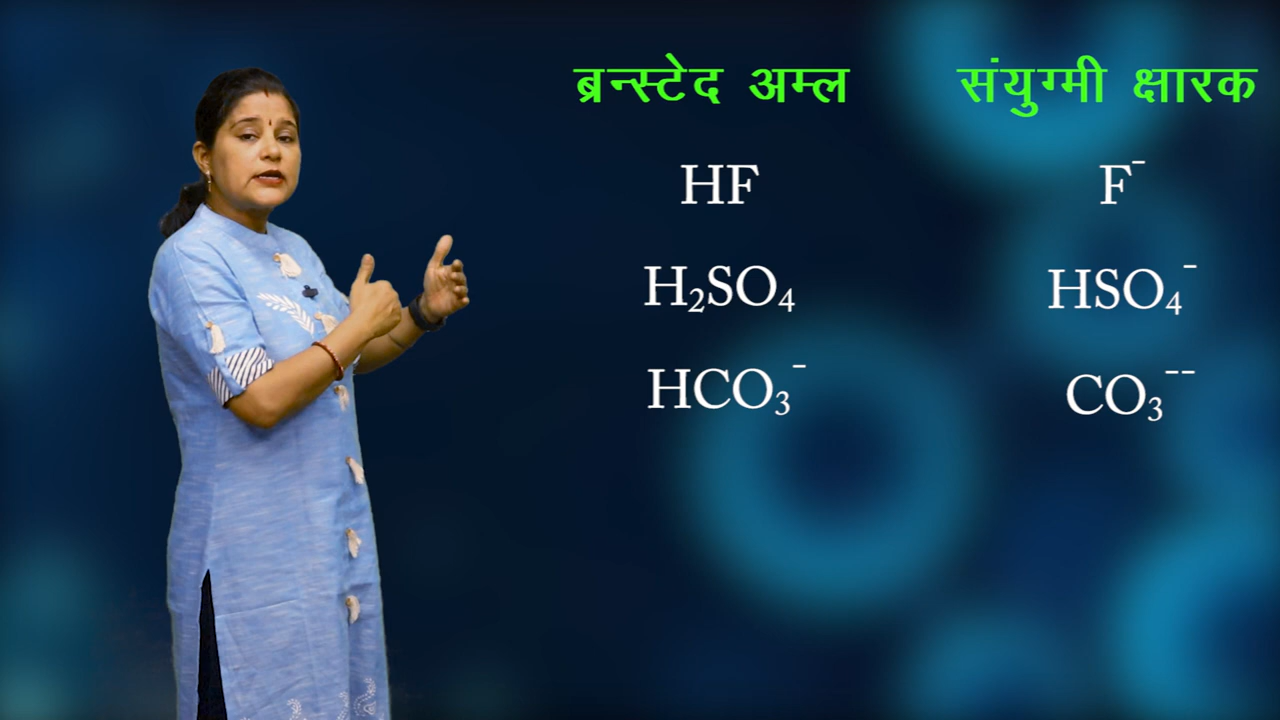 ब्रन्स्टेद अम्ल संयुग्मी क्षारक
HF F⁻
H₂SO₄ HSO₄⁻
HCO₃⁻ CO₃⁻⁻